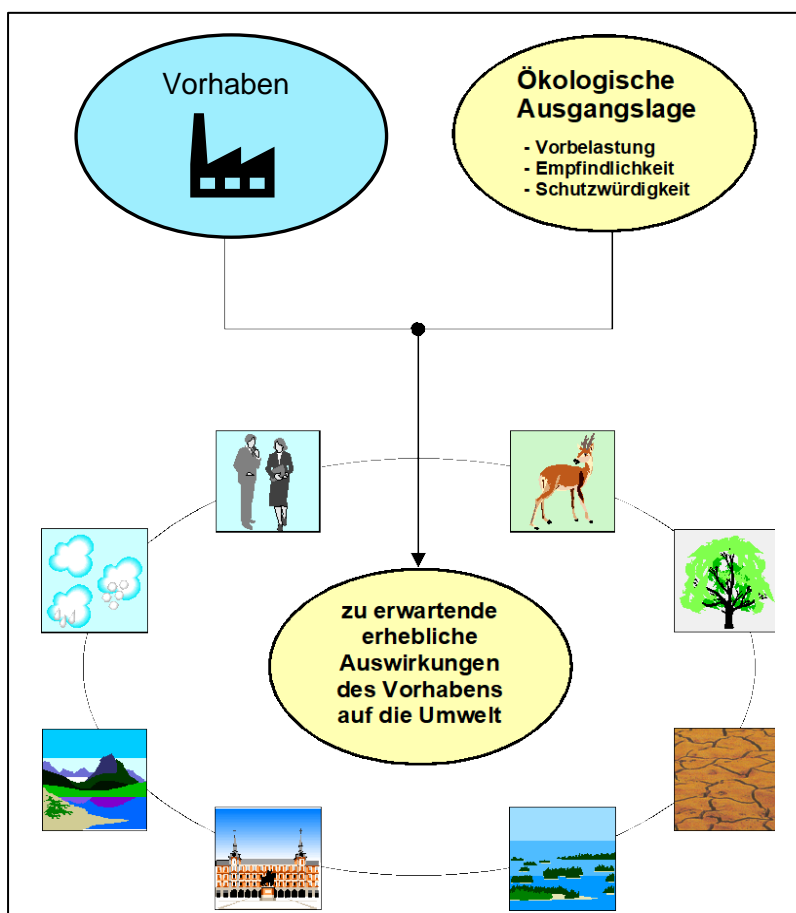 Vorhaben
Ökologische
Ausgangslage
- Vorbelastung
- Empfindlichkeit
- Schutzwürdigkeit
zu erwartende
erhebliche
Auswirkungen
des Vorhabens
auf die Umwelt